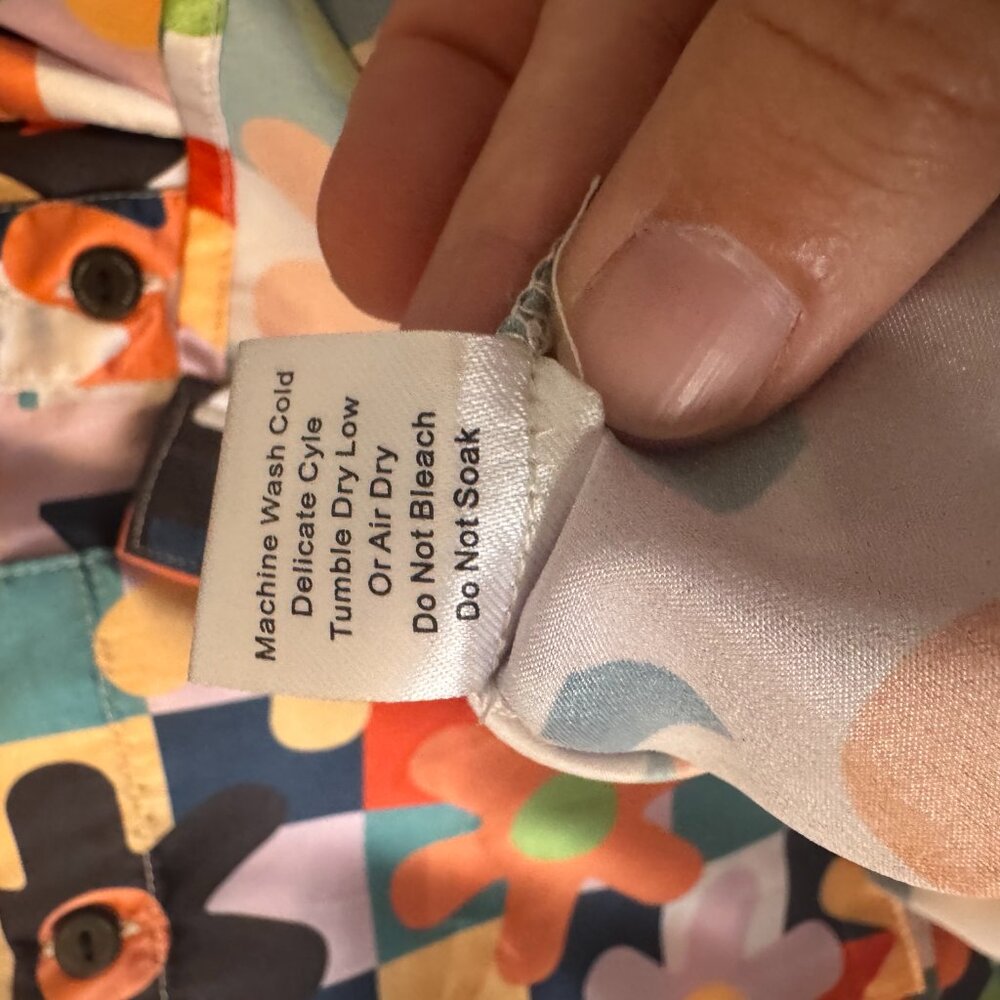 Machine Wash Cold
Delicate Cyle
Tumble Dry Low
Or Air Dry
Do Not Bleach
Do Not Soak